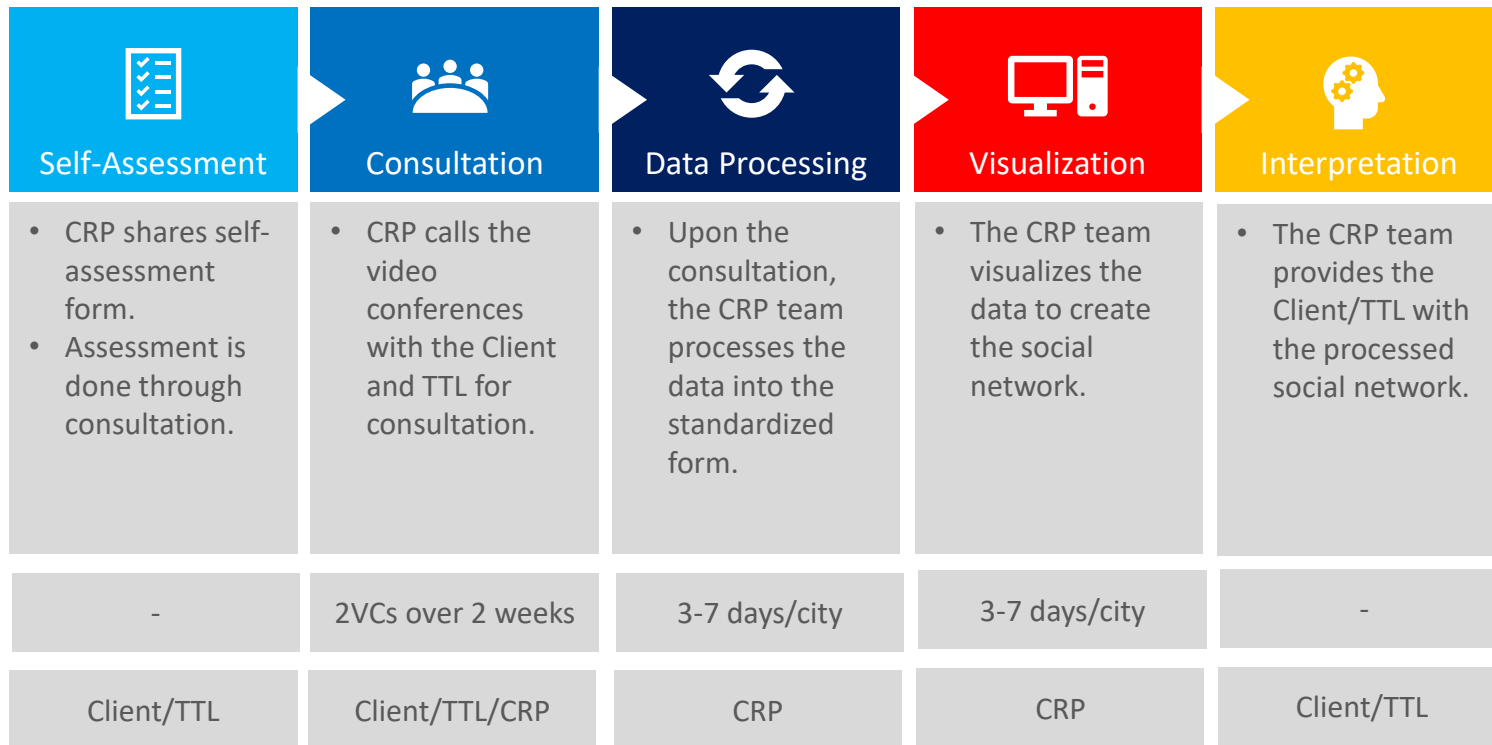 Self-Assessment
Consultation
Data Processing
Visualization
Interpretation
• CRP shares self-
assessment
form.
• Assessment is
done through
consultation.
• CRP calls the
video
conferences
with the Client
and TTL for
consultation.
• Upon the
consultation,
the CRP team
processes the
data into the
standardized
form.
• The CRP team
visualizes the
data to create
the social
network.
• The CRP team
provides the
Client/TTL with
the processed
social network.
-
2VCs over 2 weeks
3-7 days/city
3-7 days/city
-
Client/TTL
Client/TTL/CRP
CRP
CRP
Client/TTL